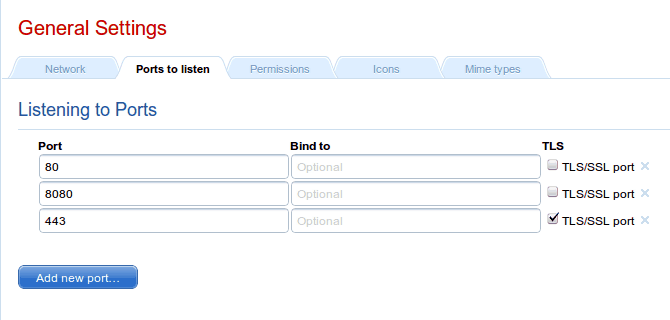 General Settings
Network Ports to listen Permissions Icons Mime types
Listening to Ports
Port Bind to TLS
80 Optional TLS/SSL port
8080 Optional TLS/SSL port
443 Optional TLS/SSL port
Add new port...